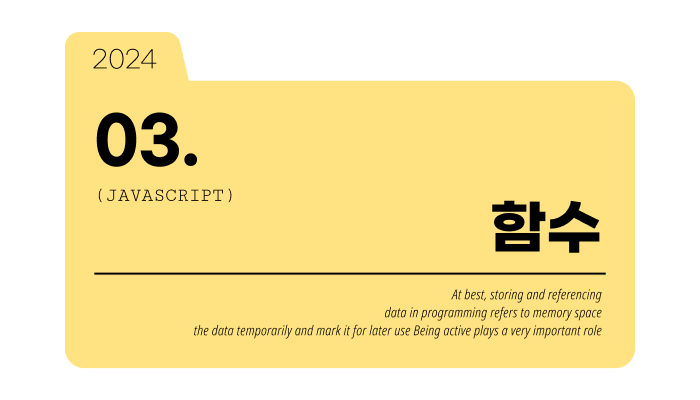 2024
03.
(JAVASCRIPT)
함수
At best, storing and referencing
data in programming refers to memory space
the data temporarily and mark it for later use Being active plays a very important role